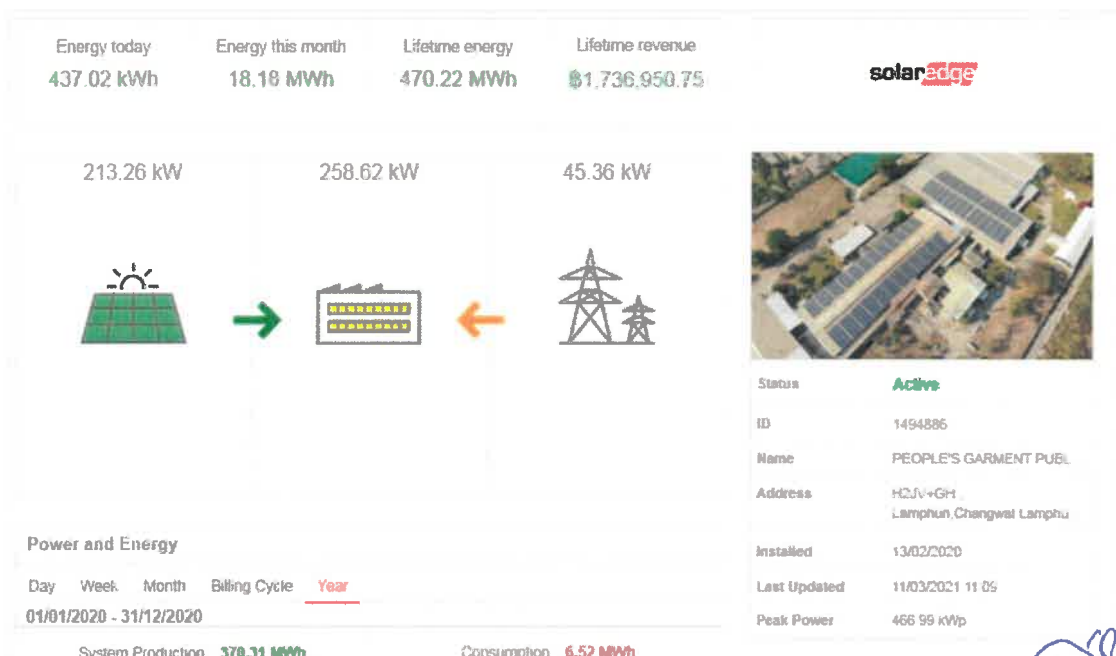 Energy today
437.02 kWh
Energy this month
18.18 MWh
Lifetime energy
470.22 MWh
Lifetime revenue
฿1,736,950.75
solaredge
213.26 kW
258.62 kW
45.36 kW
Status Active
ID 1494886
Name PEOPLE'S GARMENT PUBL
Address H2JV+GH
Lamphun,Changwat Lamphu
Installed 13/02/2020
Last Updated 11/03/2021 11:09
Peak Power 466.99 kWp
Power and Energy
Day Week Month Billing Cycle Year
01/01/2020 - 31/12/2020
System Production 370.31 MWh
Consumption 6.52 MWh